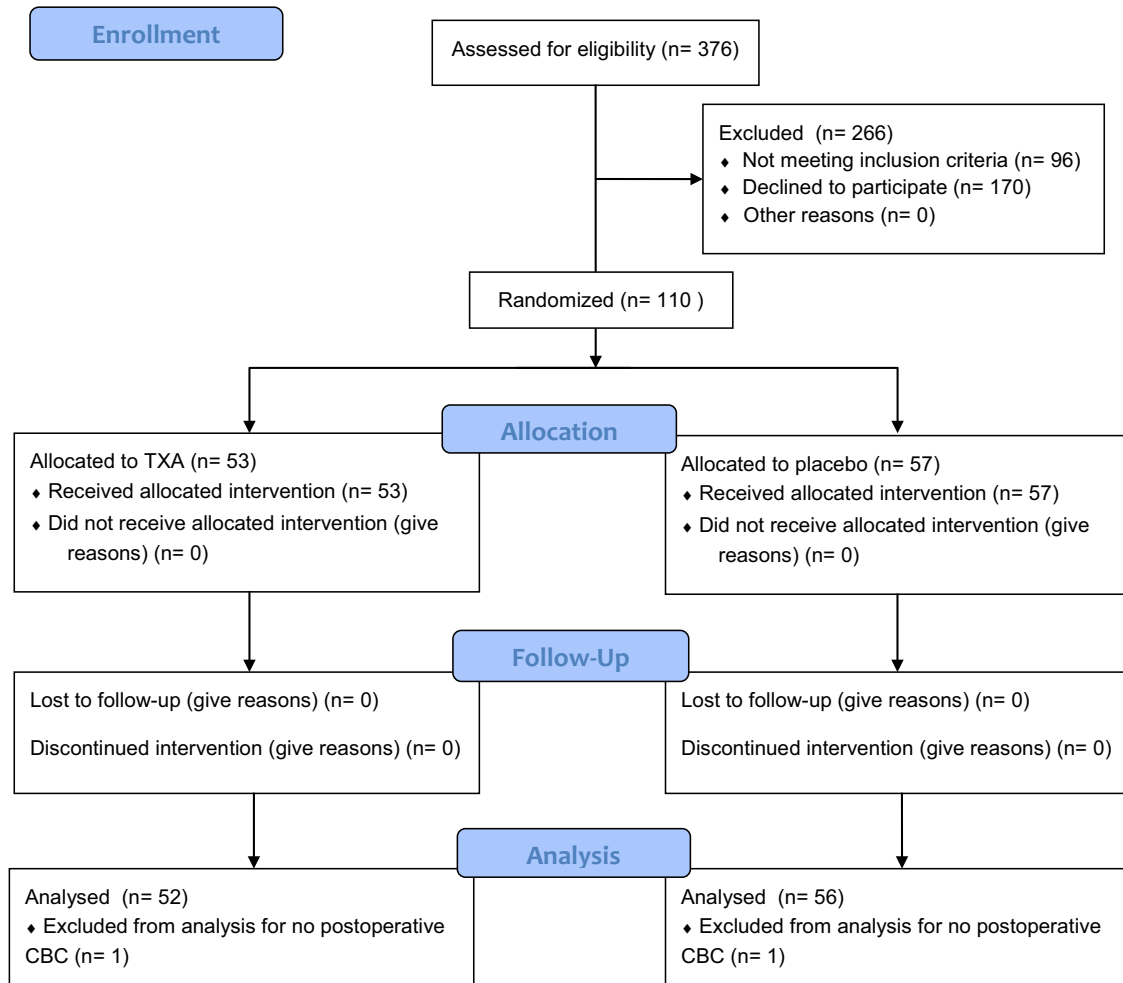 Enrollment
Assessed for eligibility (n= 376)
Excluded (n= 266)
♦ Not meeting inclusion criteria (n= 96)
♦ Declined to participate (n= 170)
♦ Other reasons (n= 0)
Randomized (n= 110 )
Allocation
Allocated to TXA (n= 53)
♦ Received allocated intervention (n= 53)
♦ Did not receive allocated intervention (give
reasons) (n= 0)
Allocated to placebo (n= 57)
♦ Received allocated intervention (n= 57)
♦ Did not receive allocated intervention (give
reasons) (n= 0)
Follow-Up
Lost to follow-up (give reasons) (n= 0)
Discontinued intervention (give reasons) (n= 0)
Lost to follow-up (give reasons) (n= 0)
Discontinued intervention (give reasons) (n= 0)
Analysis
Analysed (n= 52)
♦ Excluded from analysis for no postoperative
CBC (n= 1)
Analysed (n= 56)
♦ Excluded from analysis for no postoperative
CBC (n= 1)